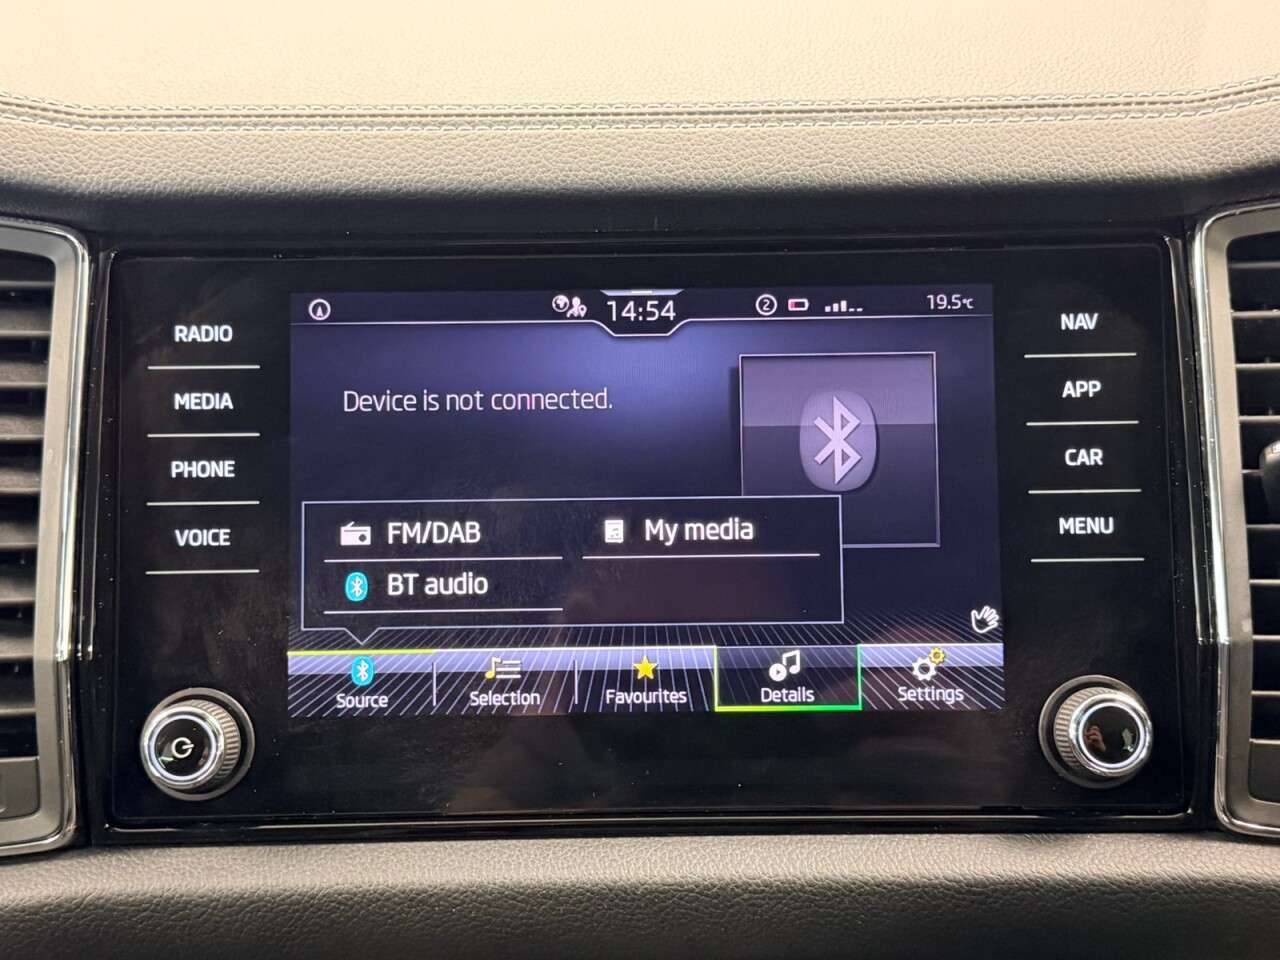 14:54
2
19.5°C
RADIO
MEDIA
PHONE
VOICE
Device is not connected.
FM/DAB
My media
BT audio
Source
Selection
Favourites
Details
Settings
NAV
APP
CAR
MENU